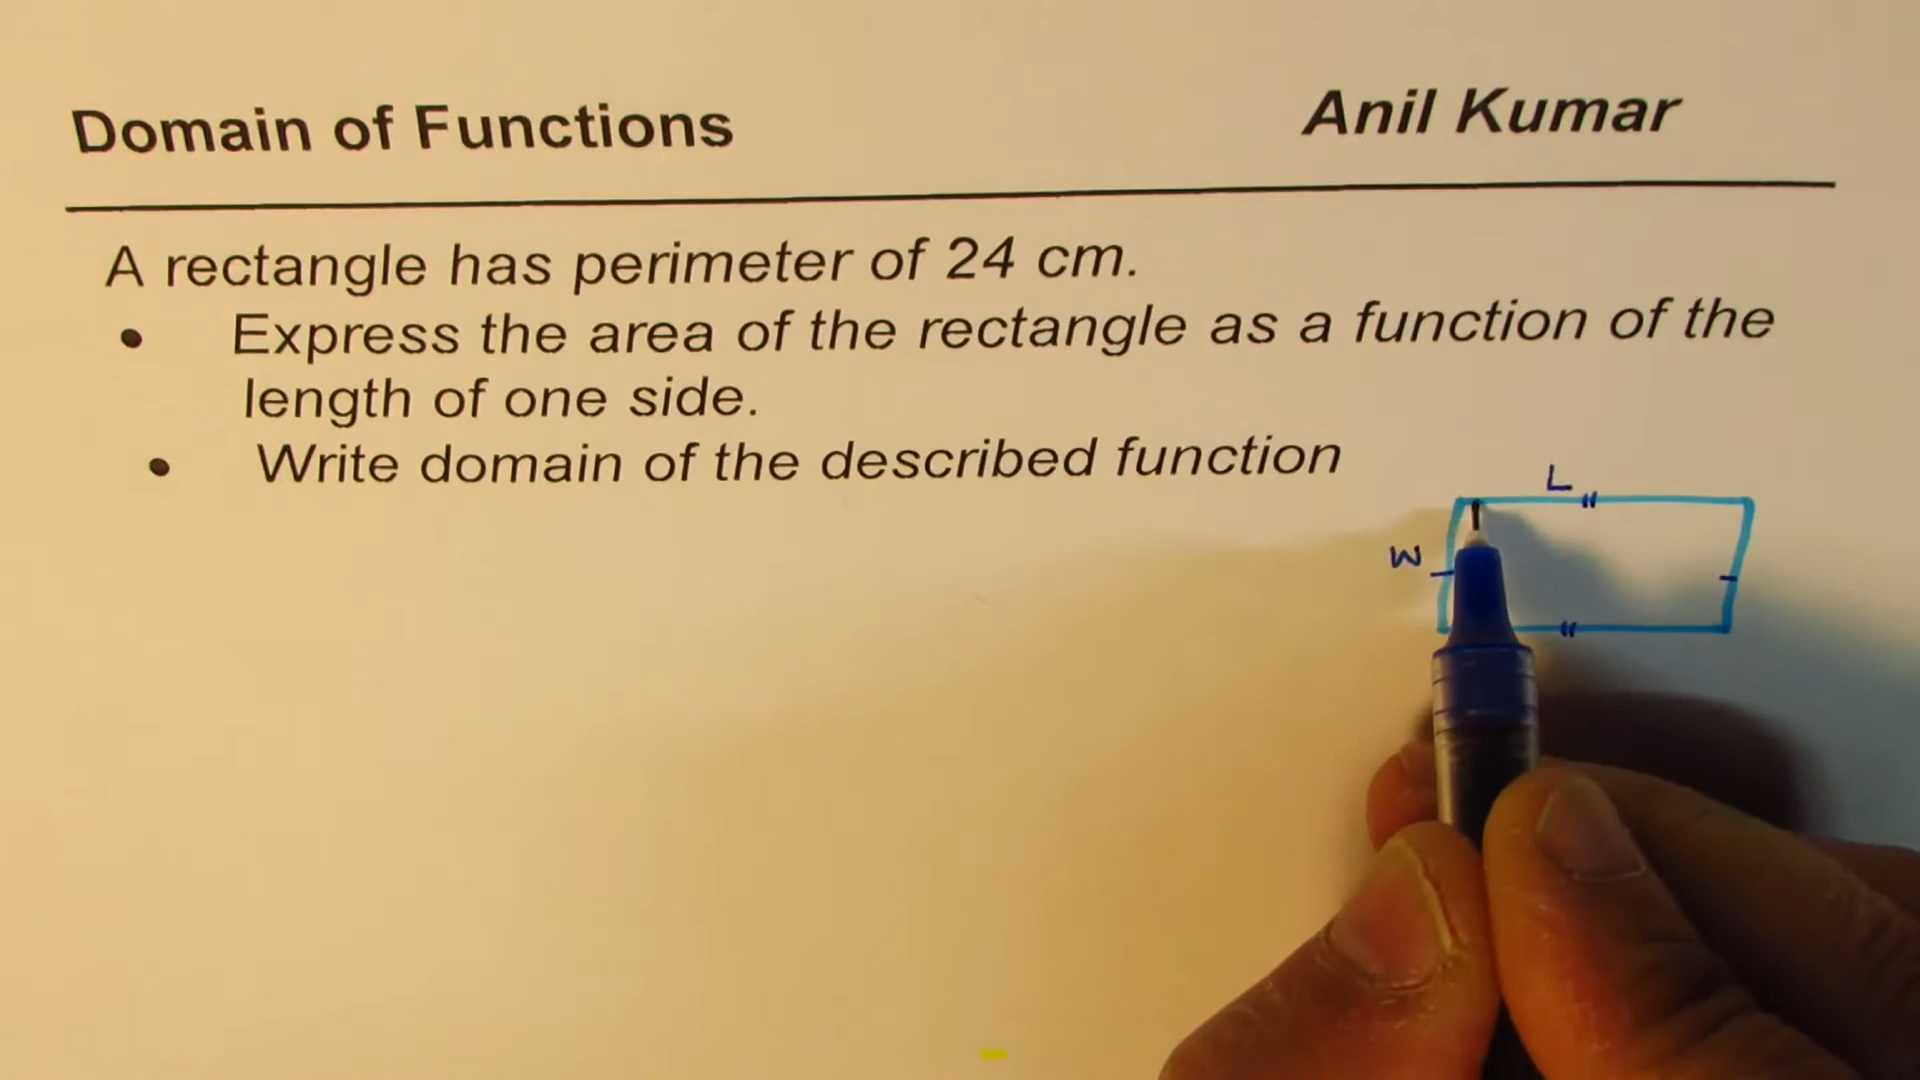 Domain of Functions
Anil Kumar
A rectangle has perimeter of 24 cm.
• Express the area of the rectangle as a function of the
length of one side.
• Write domain of the described function
L
W